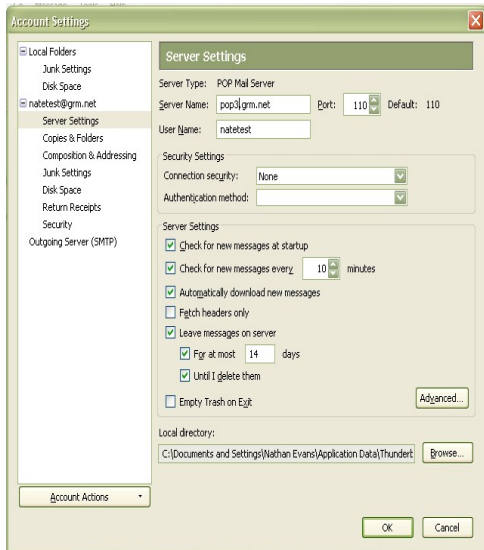 Account Settings
Local Folders
Junk Settings
Disk Space
natetest@grm.net
Server Settings
Copies & Folders
Composition & Addressing
Junk Settings
Disk Space
Return Receipts
Security
Outgoing Server (SMTP)
Account Actions
Server Settings
Server Type: POP Mail Server
Server Name: pop3.grm.net Port: 110 Default: 110
User Name: natetest
Security Settings
Connection security: None
Authentication method:
Server Settings
Check for new messages at startup
Check for new messages every 10 minutes
Automatically download new messages
Fetch headers only
Leave messages on server
For at most 14 days
Until I delete them
Empty Trash on Exit
Advanced...
Local directory:
C:\Documents and Settings\Nathan Evans\Application Data\Thundert
Browse...
OK Cancel